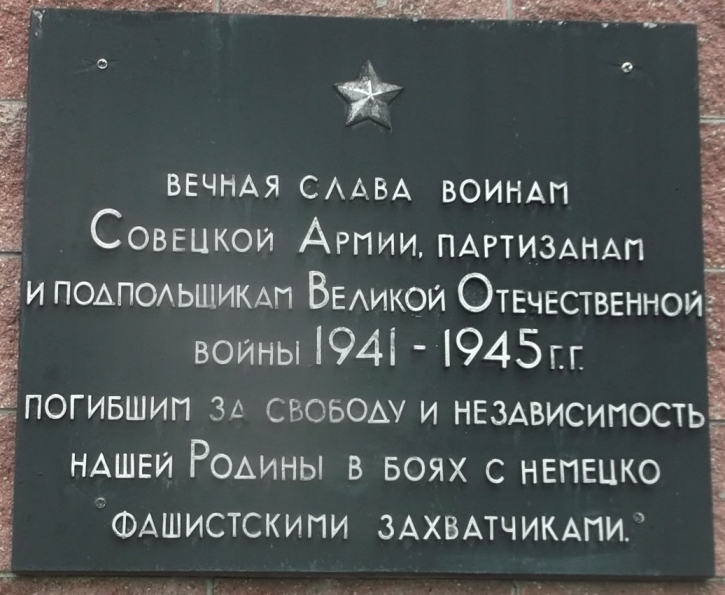 ВЕЧНАЯ СЛАВА ВОИНАМ
СОВЕЦКОЙ АРМИИ, ПАРТИЗАНАМ
И ПОДПОЛЬЩИКАМ ВЕЛИКОЙ ОТЕЧЕСТВЕННОЙ
ВОЙНЫ 1941 - 1945 Г.Г.
ПОГИБШИМ ЗА СВОБОДУ И НЕЗАВИСИМОСТЬ
НАШЕЙ РОДИНЫ В БОЯХ С НЕМЕЦКО
ФАШИСТСКИМИ ЗАХВАТЧИКАМИ.